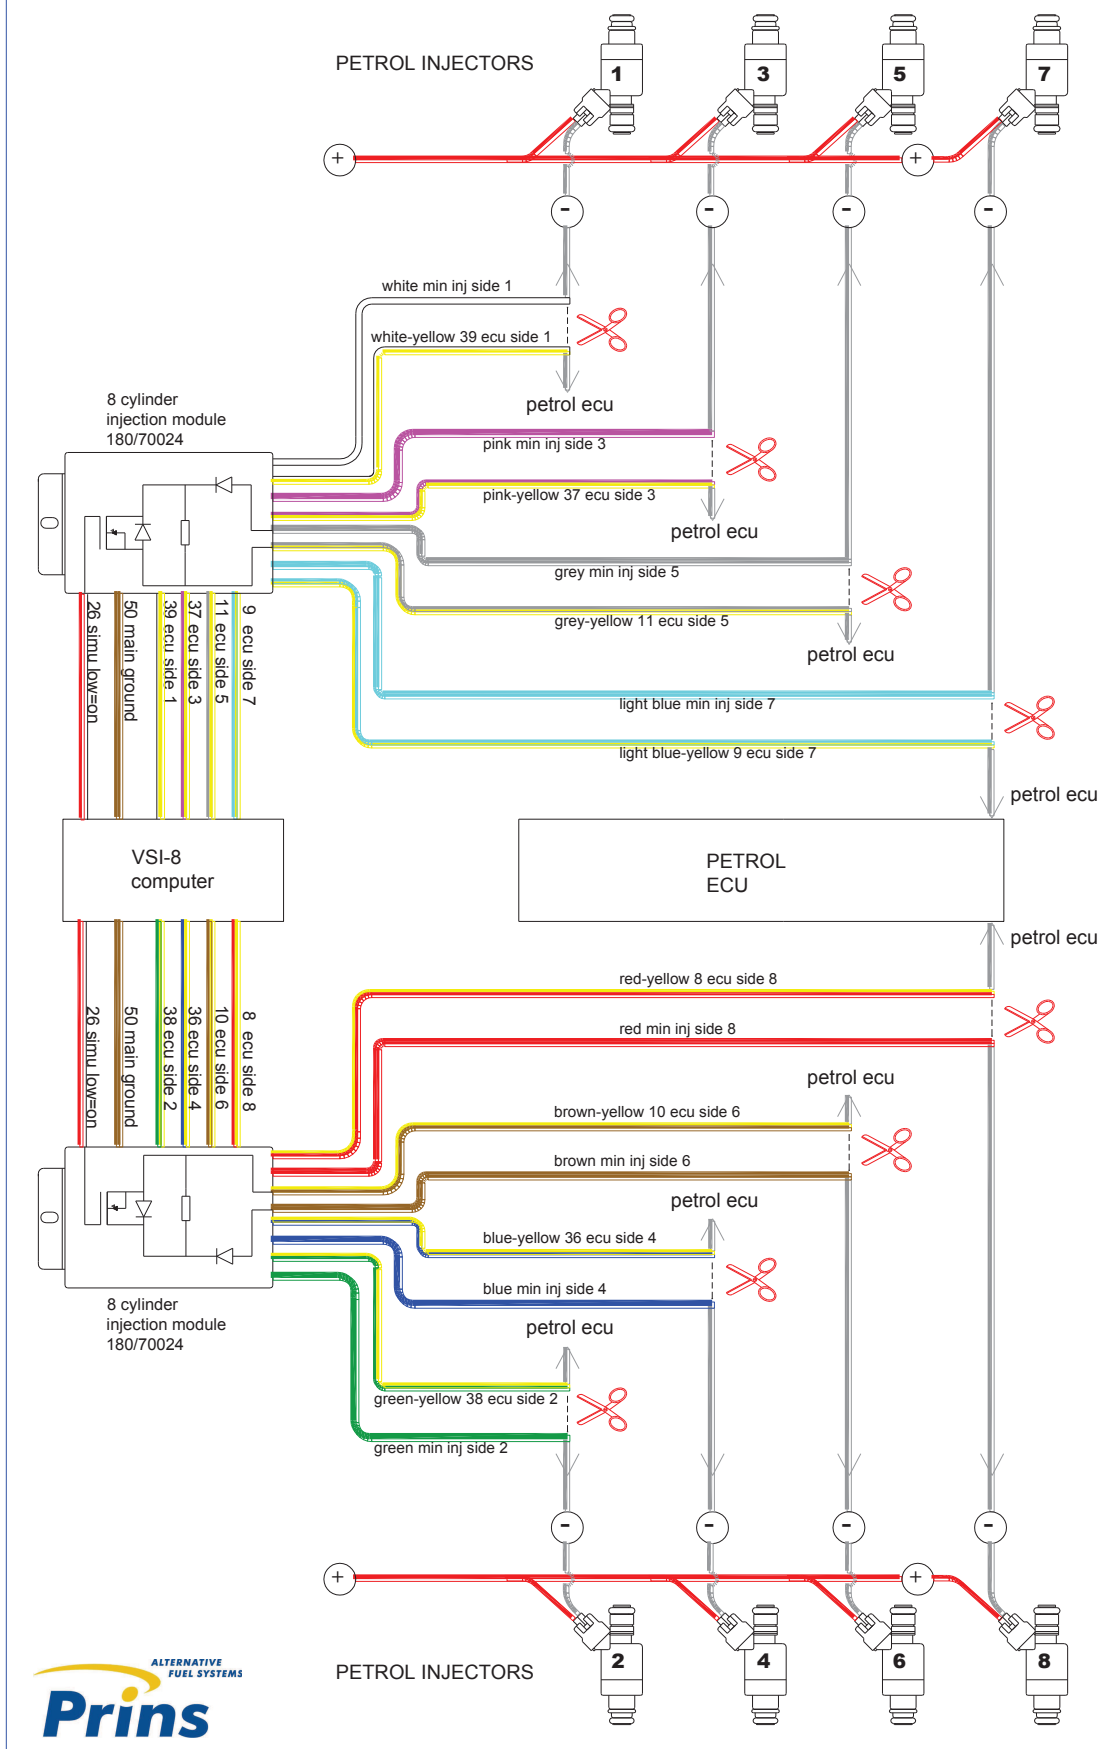 PETROL INJECTORS
1
3
5
7
+
+
-
-
-
-
white min inj side 1
white-yellow 39 ecu side 1
petrol ecu
8 cylinder
injection module
180/70024
pink min inj side 3
pink-yellow 37 ecu side 3
petrol ecu
grey min inj side 5
grey-yellow 11 ecu side 5
petrol ecu
26 simu low=on
50 main ground
39 ecu side 1
37 ecu side 3
11 ecu side 5
9 ecu side 7
light blue min inj side 7
light blue-yellow 9 ecu side 7
petrol ecu
VSI-8
computer
PETROL
ECU
petrol ecu
red-yellow 8 ecu side 8
red min inj side 8
26 simu low=on
50 main ground
38 ecu side 2
36 ecu side 4
10 ecu side 6
8 ecu side 8
petrol ecu
brown-yellow 10 ecu side 6
brown min inj side 6
petrol ecu
blue-yellow 36 ecu side 4
blue min inj side 4
8 cylinder
injection module
180/70024
petrol ecu
green-yellow 38 ecu side 2
green min inj side 2
-
-
-
-
+
+
PETROL INJECTORS
2
4
6
8
ALTERNATIVE
FUEL SYSTEMS
Prins